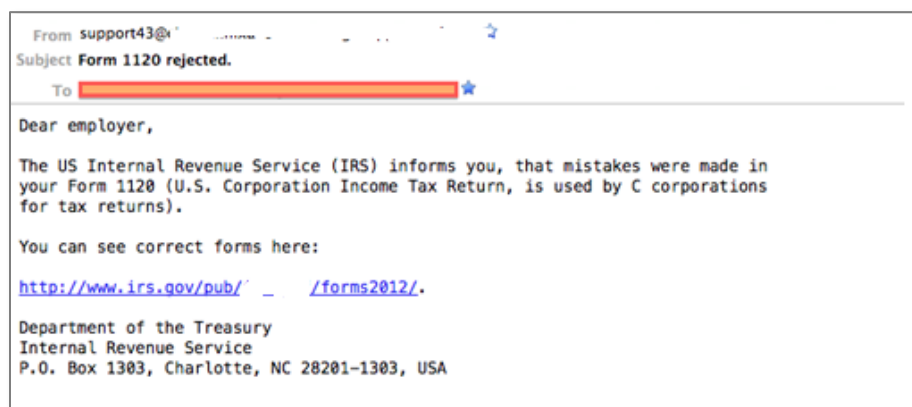 From support43@
Subject Form 1120 rejected.
To
Dear employer,
The US Internal Revenue Service (IRS) informs you, that mistakes were made in
your Form 1120 (U.S. Corporation Income Tax Return, is used by C corporations
for tax returns).
You can see correct forms here:
http://www.irs.gov/pub/ _ /forms2012/.
Department of the Treasury
Internal Revenue Service
P.O. Box 1303, Charlotte, NC 28201-1303, USA